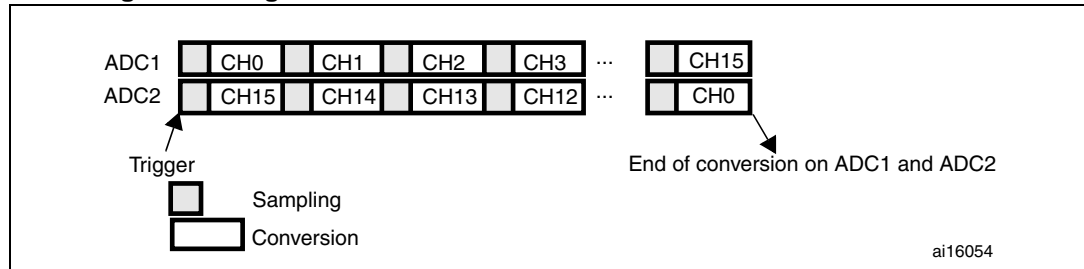 ADC1 CH0 CH1 CH2 CH3 ... CH15
ADC2 CH15 CH14 CH13 CH12 ... CH0
Trigger
End of conversion on ADC1 and ADC2
Sampling
Conversion
ai16054